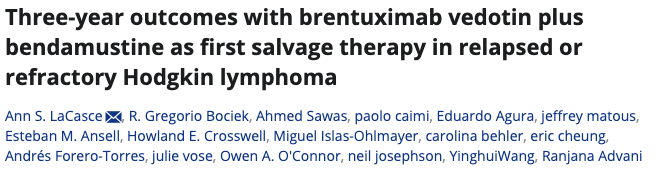 Three-year outcomes with brentuximab vedotin plus
bendamustine as first salvage therapy in relapsed or
refractory Hodgkin lymphoma
Ann S. LaCasce, R. Gregorio Bociek, Ahmed Sawas, paolo caimi, Eduardo Agura, jeffrey matous,
Esteban M. Ansell, Howland E. Crosswell, Miguel Islas-Ohlmayer, carolina behler, eric cheung,
Andrés Forero-Torres, julie vose, Owen A. O'Connor, neil josephson, YinghuiWang, Ranjana Advani